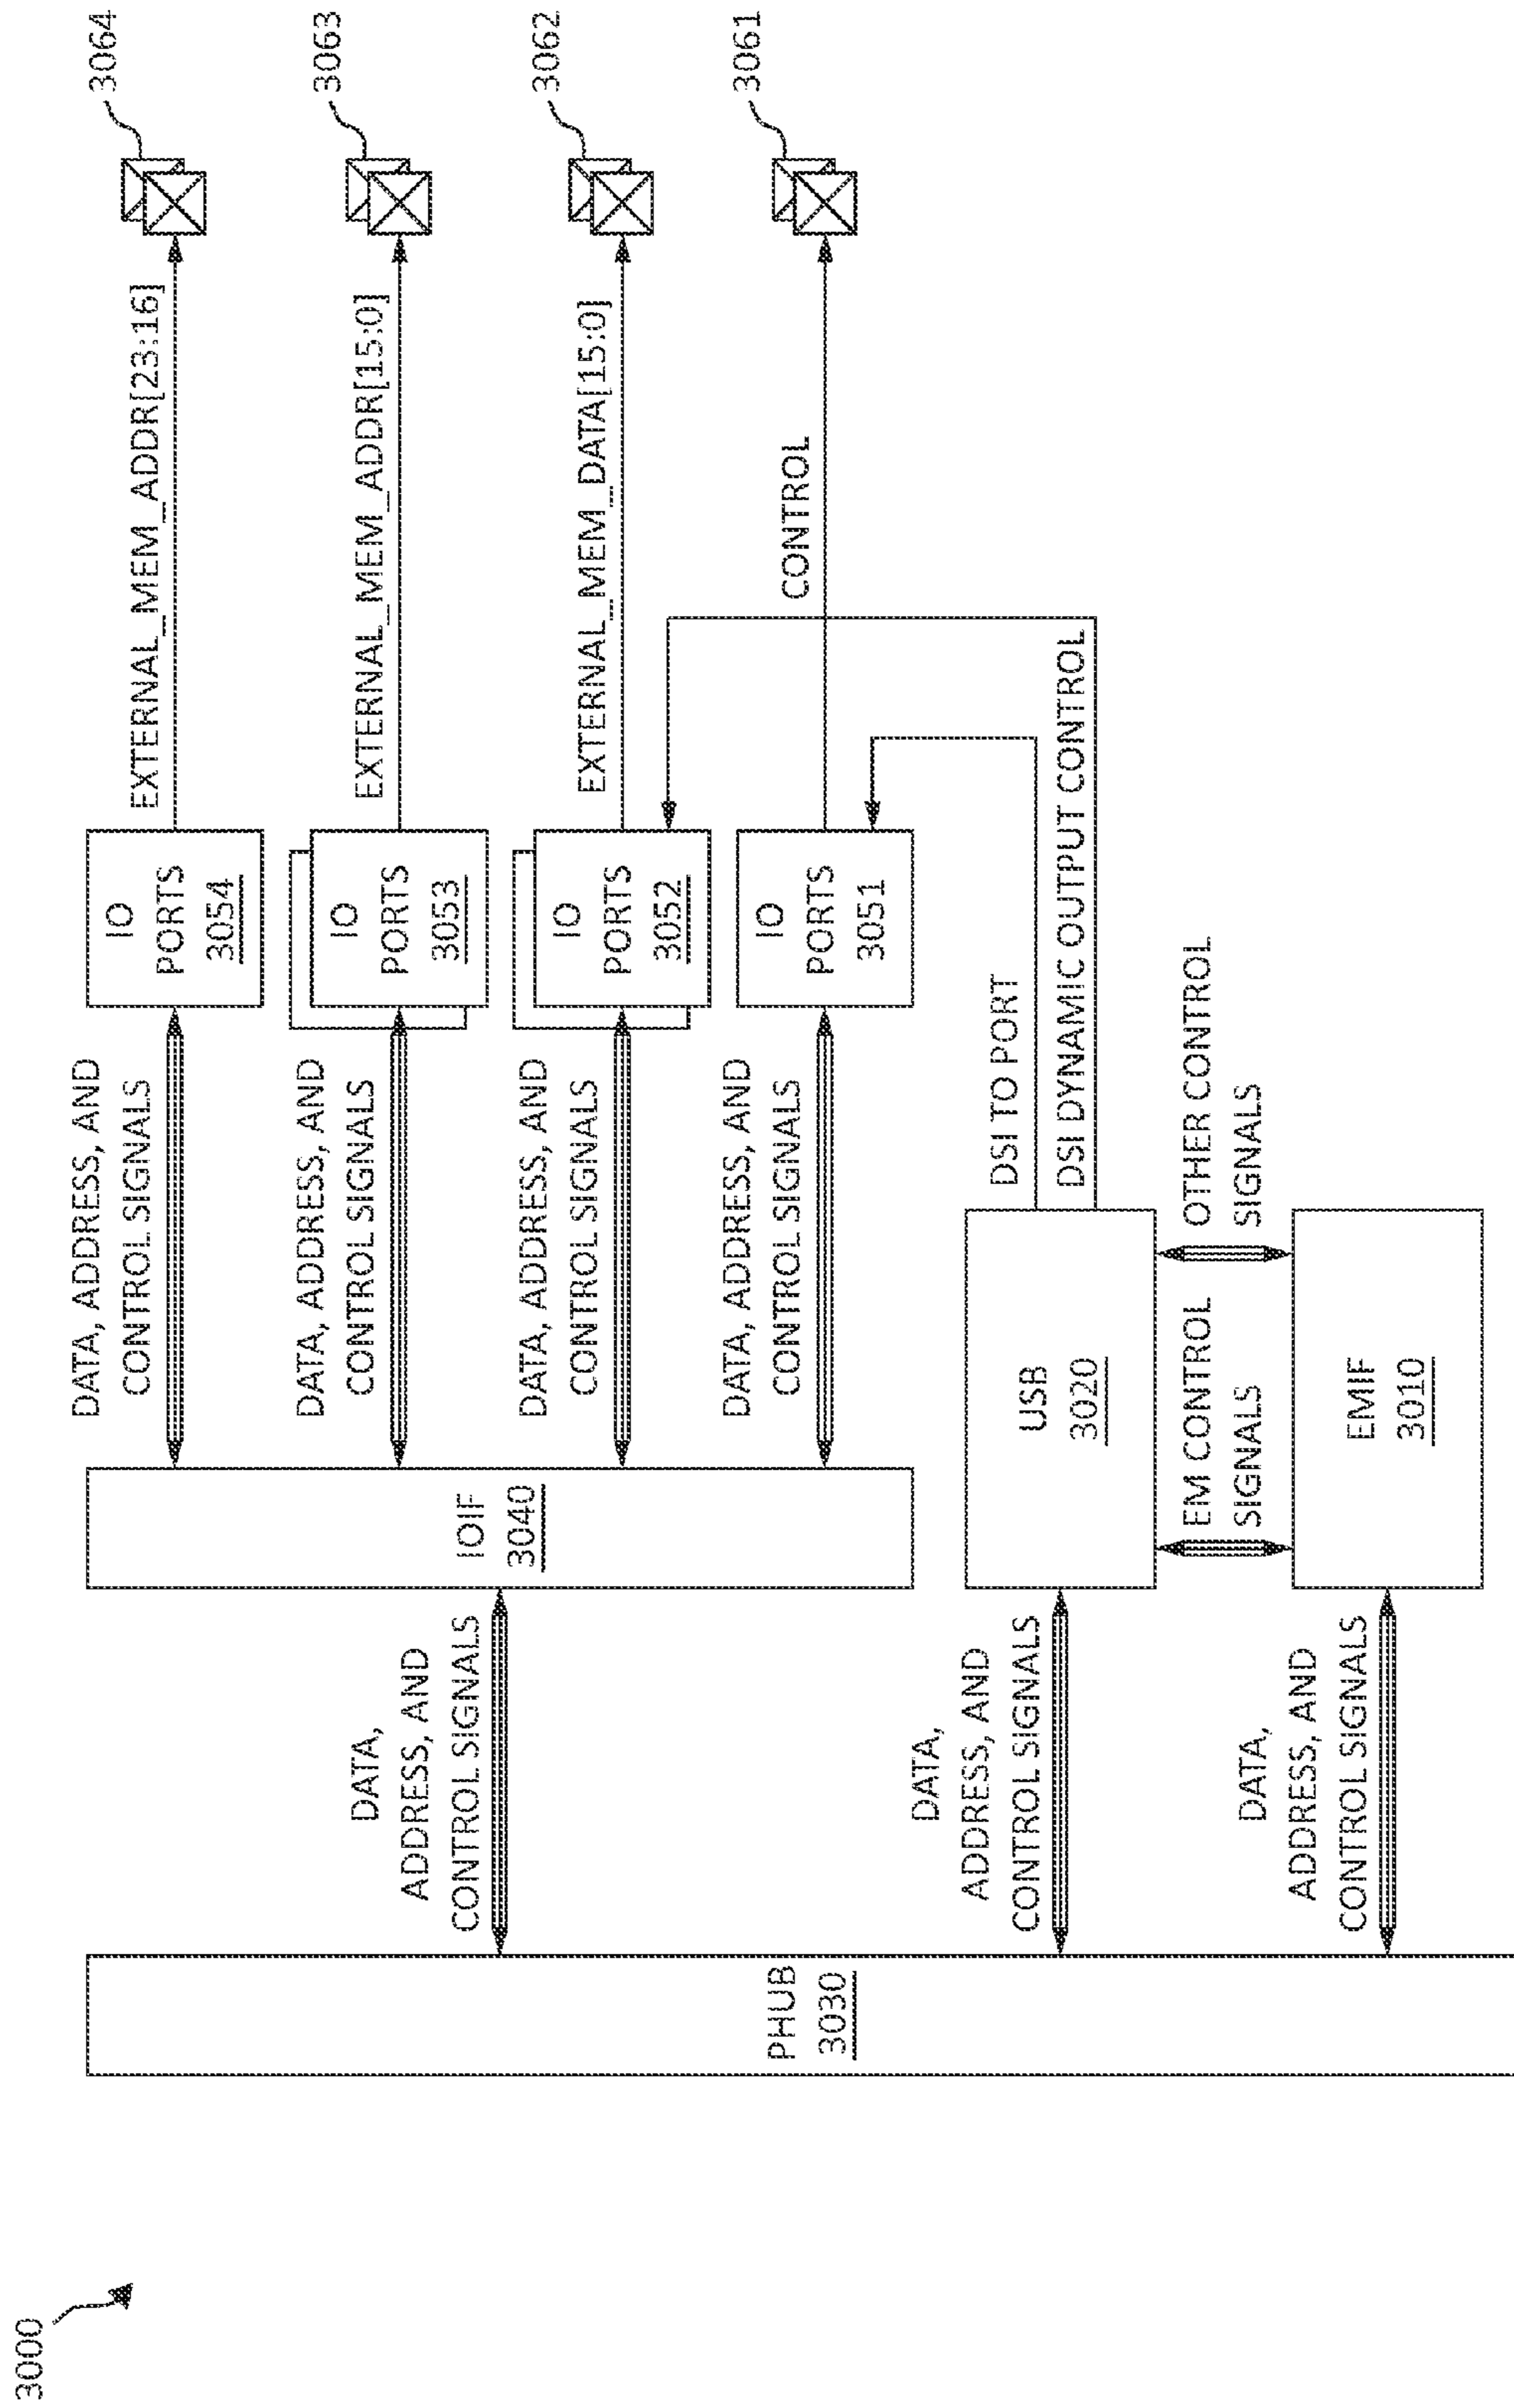 3000
PHUB
3030
DATA,
ADDRESS, AND
CONTROL SIGNALS
DATA,
ADDRESS, AND
CONTROL SIGNALS
DATA,
ADDRESS, AND
CONTROL SIGNALS
IOIF
3040
USB
3020
EM CONTROL
SIGNALS
OTHER CONTROL
SIGNALS
EMIF
3010
DATA, ADDRESS, AND
CONTROL SIGNALS
DATA, ADDRESS, AND
CONTROL SIGNALS
DATA, ADDRESS, AND
CONTROL SIGNALS
DATA, ADDRESS, AND
CONTROL SIGNALS
DSI TO PORT
DSI DYNAMIC OUTPUT CONTROL
IO
PORTS
3054
IO
PORTS
3053
IO
PORTS
3052
IO
PORTS
3051
EXTERNAL_MEM_ADDR[23:16]
EXTERNAL_MEM_ADDR[15:0]
EXTERNAL_MEM_DATA[15:0]
CONTROL
3064
3063
3062
3061